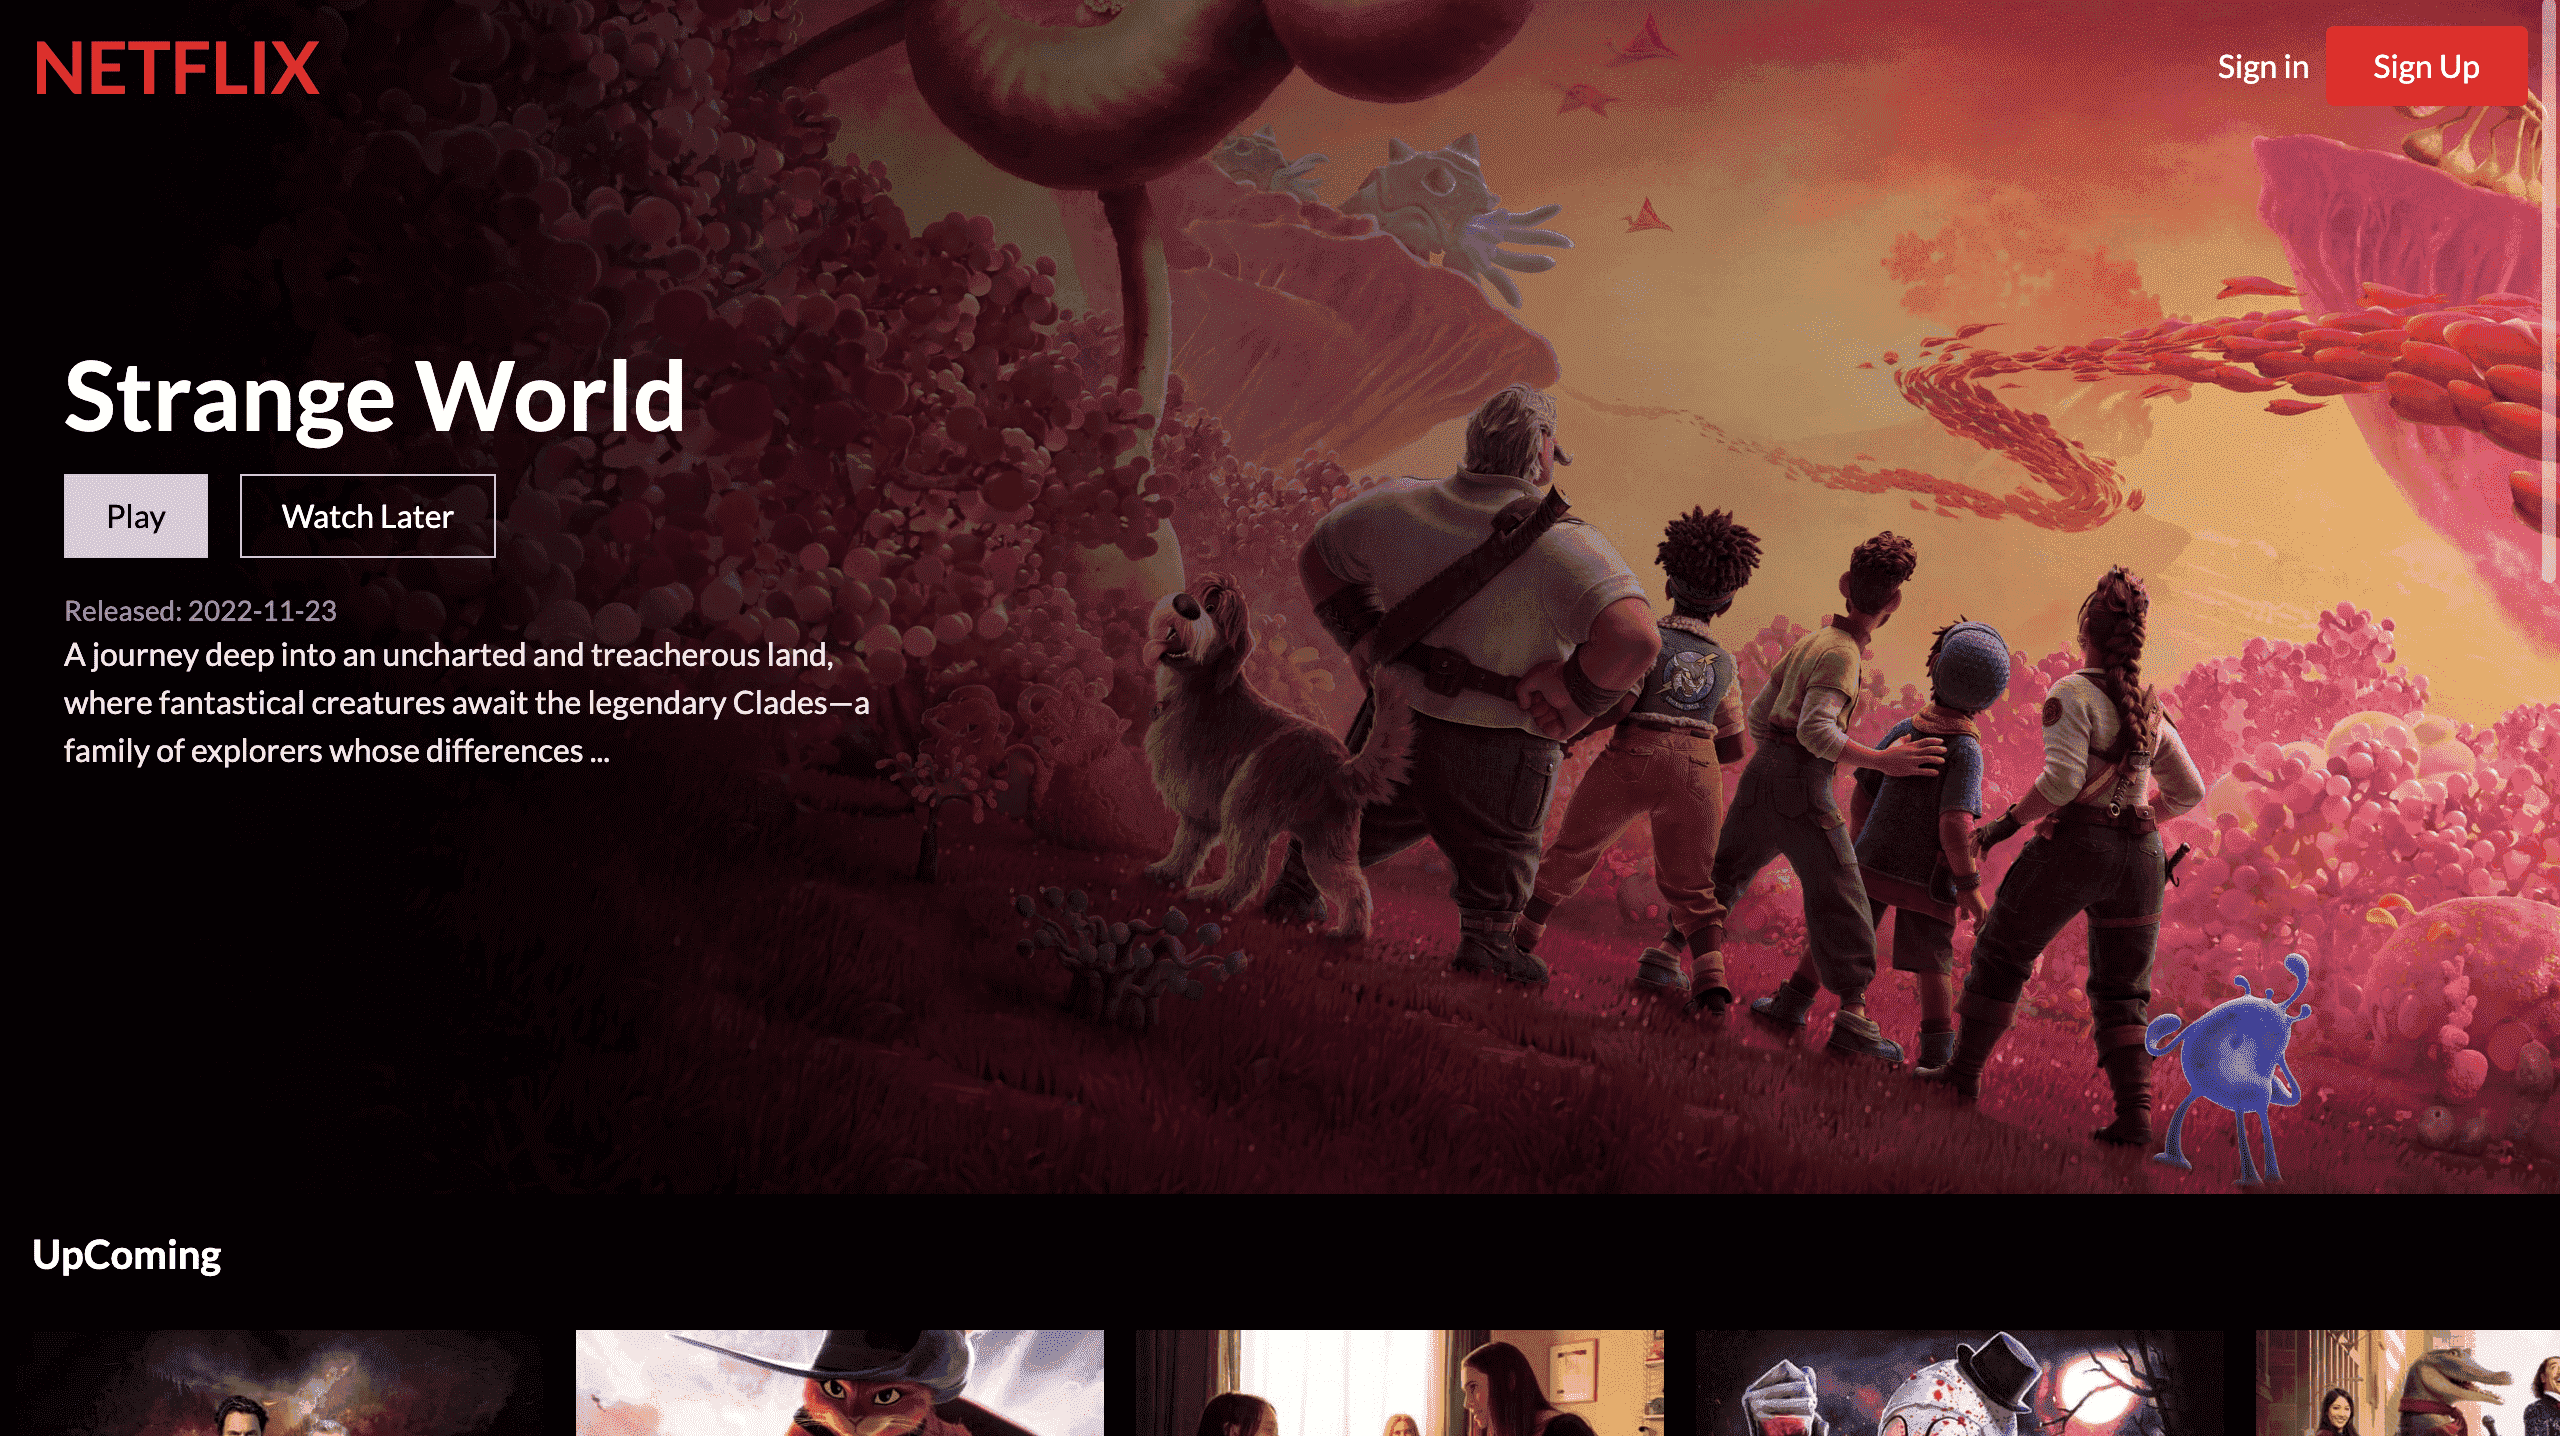 NETFLIX
Sign in
Sign Up
Strange World
Play
Watch Later
Released: 2022-11-23
A journey deep into an uncharted and treacherous land,
where fantastical creatures await the legendary Clades—a
family of explorers whose differences ...
UpComing